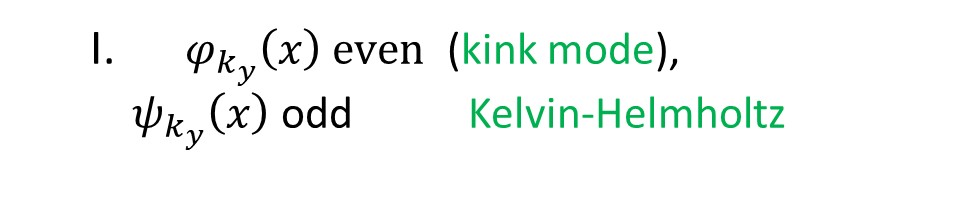 I. φ_{k_y}(x) even (kink mode),
ψ_{k_y}(x) odd Kelvin-Helmholtz